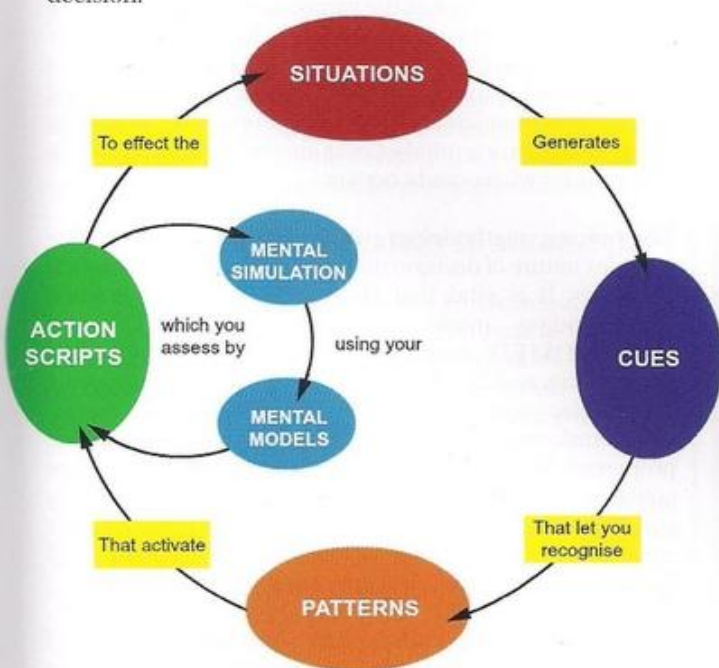 decision.
SITUATIONS
To effect the
Generates
MENTAL
SIMULATION
ACTION
SCRIPTS
which you
assess by
using your
CUES
MENTAL
MODELS
That activate
That let you
recognise
PATTERNS